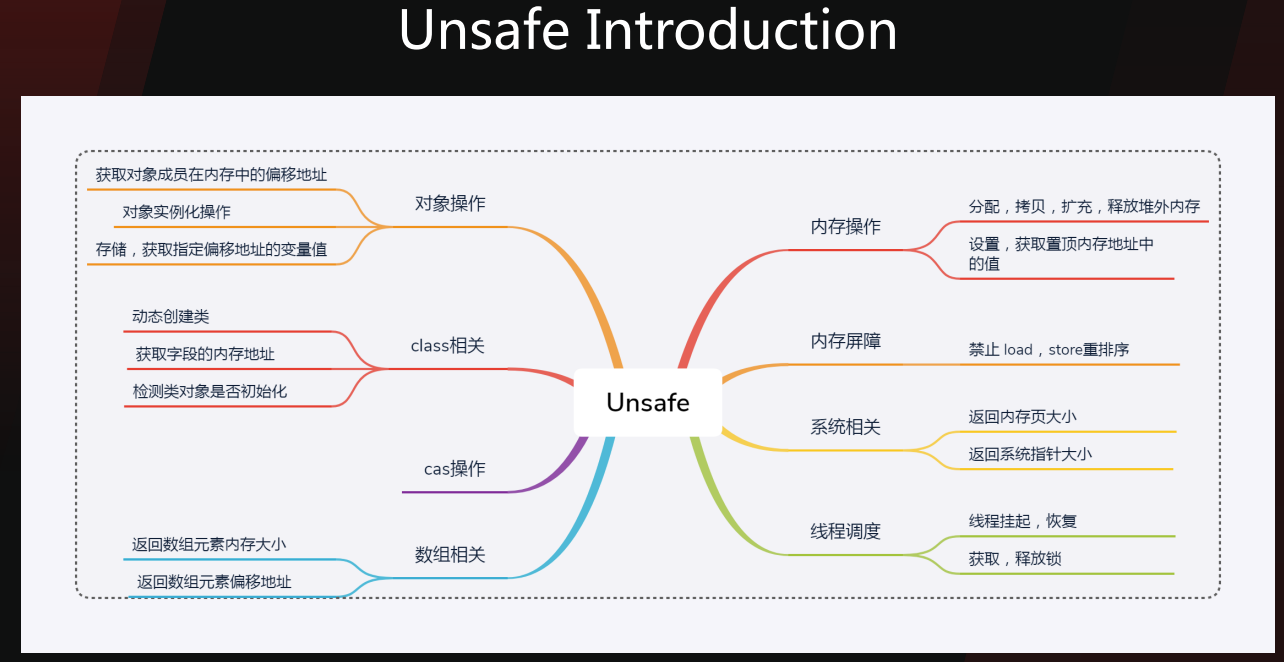 Unsafe Introduction
获取对象成员在内存中的偏移地址
对象实例化操作
存储，获取指定偏移地址的变量值
对象操作
动态创建类
获取字段的内存地址
检测类对象是否初始化
class相关
cas操作
返回数组元素内存大小
返回数组元素偏移地址
数组相关
Unsafe
内存操作
分配，拷贝，扩充，释放堆外内存
设置，获取置顶内存地址中
的值
内存屏障
禁止 load，store重排序
系统相关
返回内存页大小
返回系统指针大小
线程调度
线程挂起，恢复
获取，释放锁